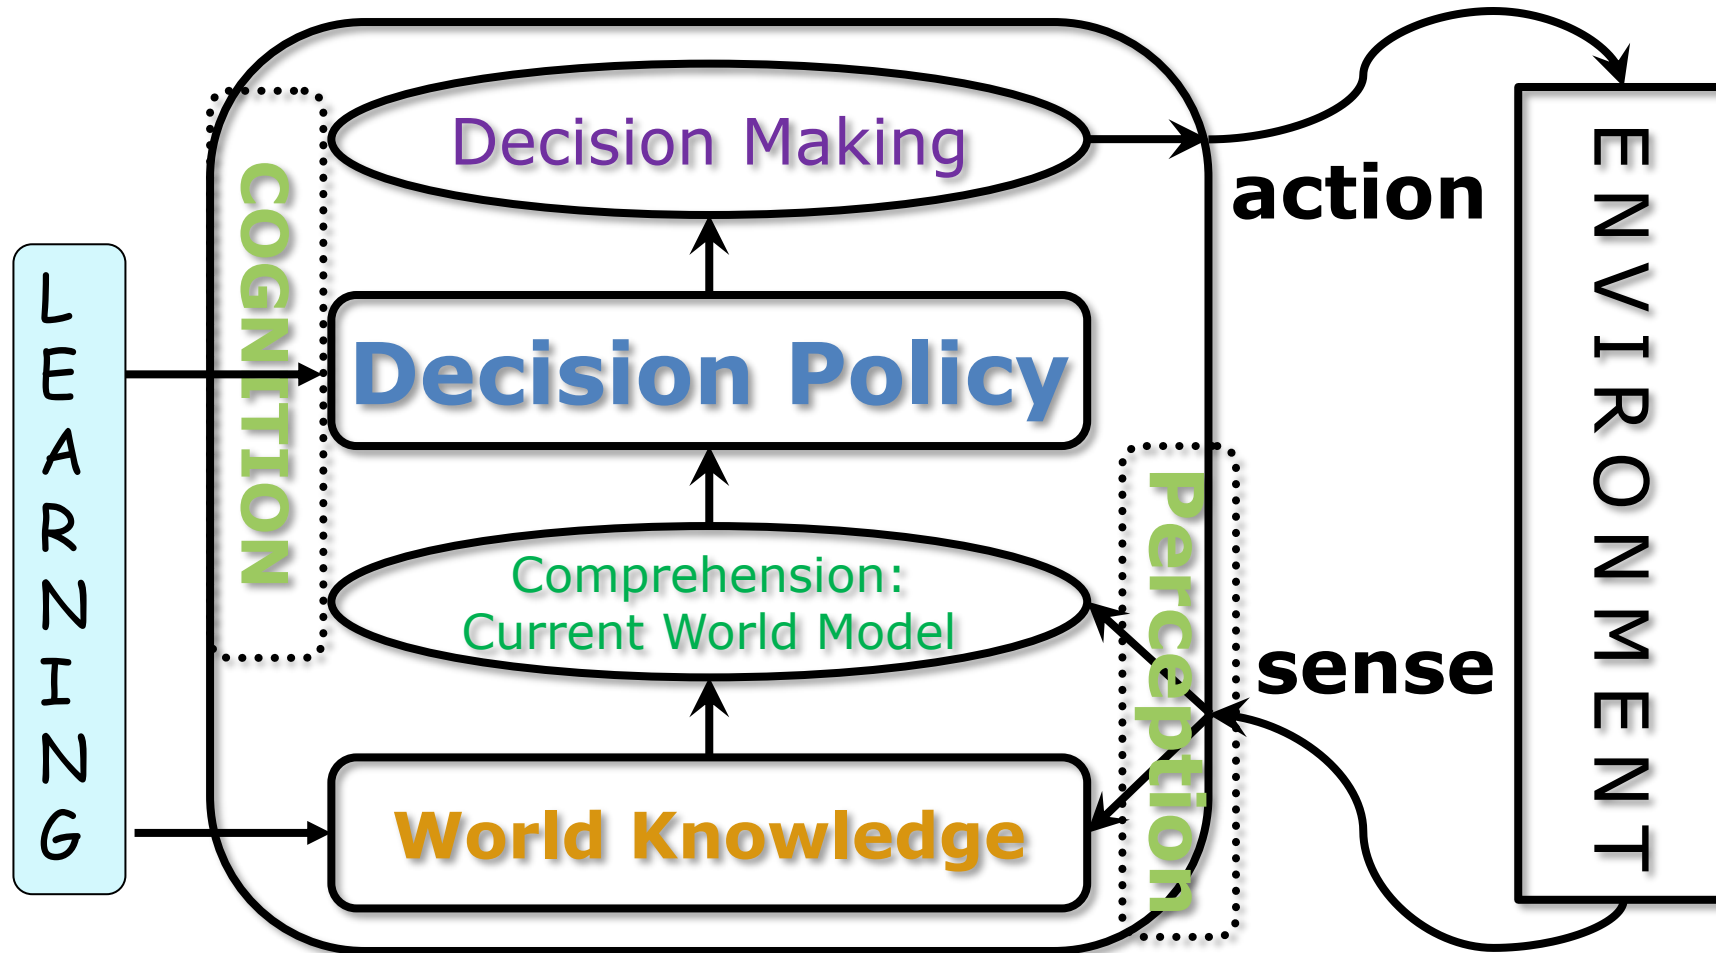 Decision Making
action
ENVIRONMENT
COGNITION
LEARNING
Decision Policy
Perception
Comprehension:
Current World Model
sense
World Knowledge